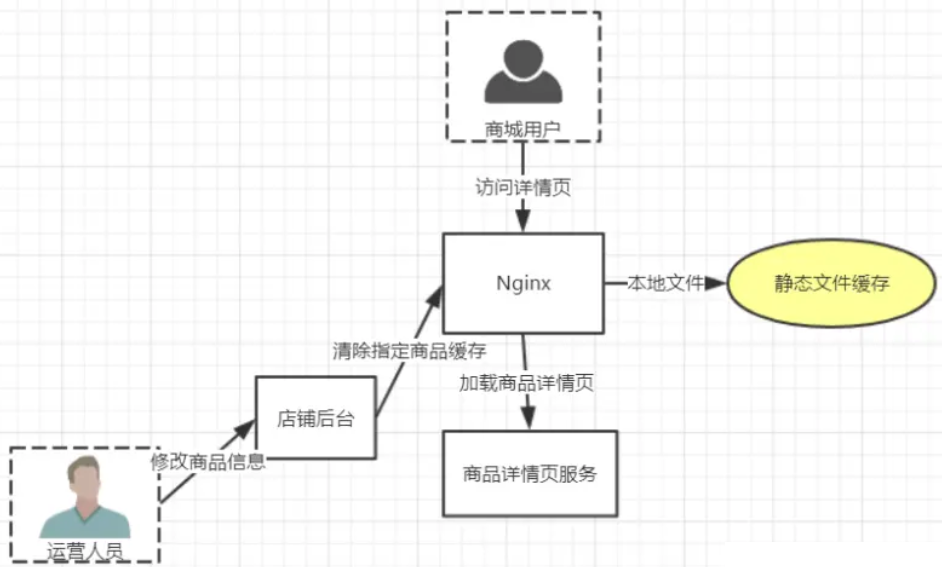 商城用户
访问详情页
Nginx
本地文件
静态文件缓存
清除指定商品缓存
加载商品详情页
店铺后台
修改商品信息
商品详情页服务
运营人员